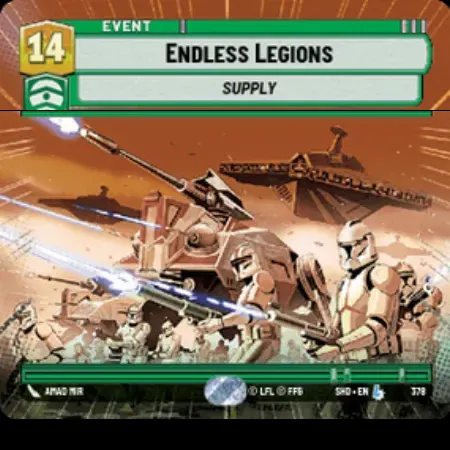 EVENT
14
ENDLESS LEGIONS
SUPPLY
AMAD MIR
© LFL ℗ FFG
SHD • EN
378